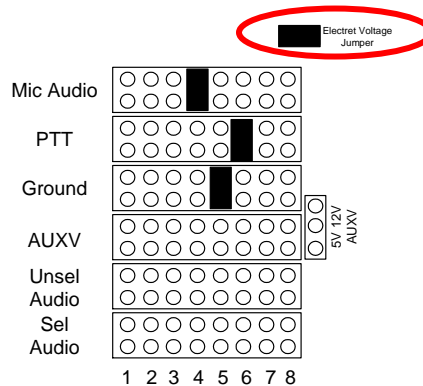 Electret Voltage
Jumper
Mic Audio
PTT
Ground
AUXV
5V 12V
AUXV
Unsel
Audio
Sel
Audio
1 2 3 4 5 6 7 8